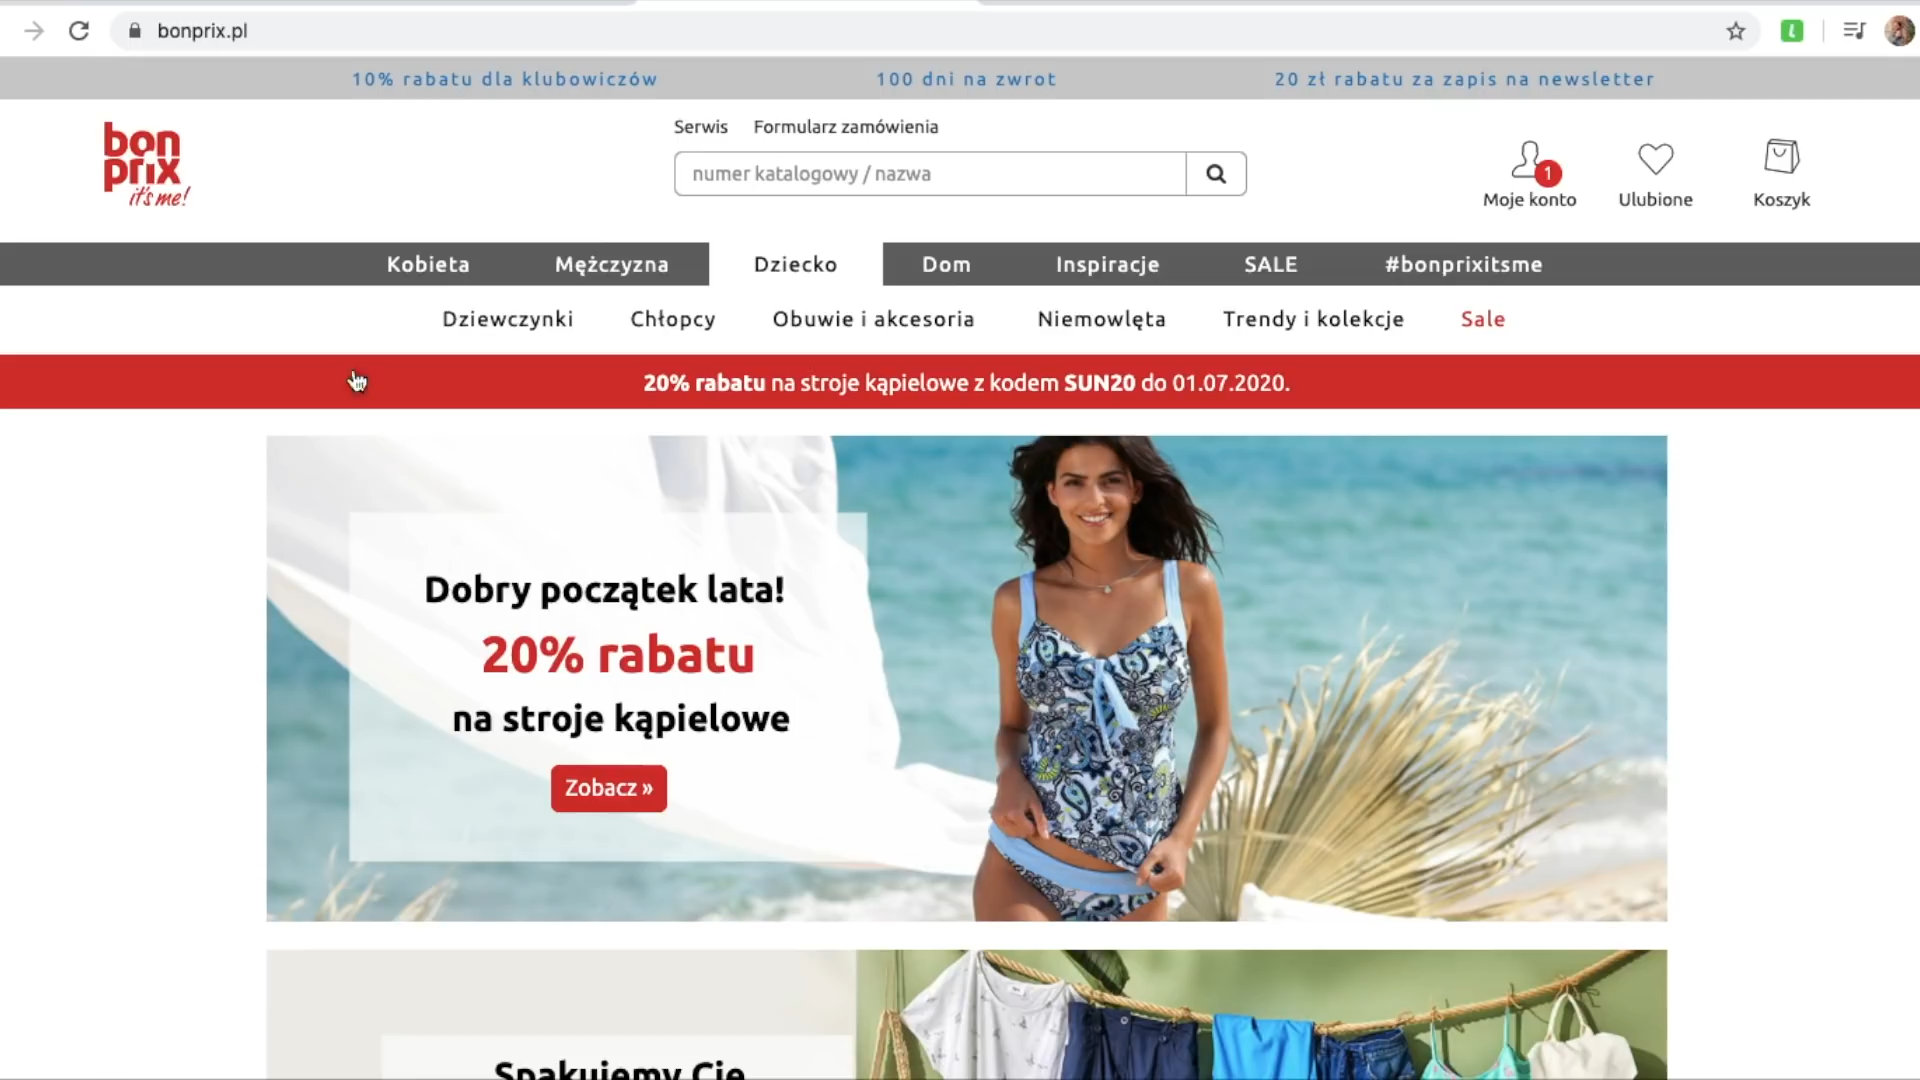 bonprix.pl
10% rabatu dla klubowiczów
100 dni na zwrot
20 zł rabatu za zapis na newsletter
bon
prix
it's me!
Serwis
Formularz zamówienia
numer katalogowy / nazwa
1
Moje konto
Ulubione
Koszyk
Kobieta
Mężczyzna
Dziecko
Dom
Inspiracje
SALE
#bonprixitsme
Dziewczynki
Chłopcy
Obuwie i akcesoria
Niemowlęta
Trendy i kolekcje
Sale
20% rabatu na stroje kąpielowe z kodem SUN20 do 01.07.2020.
Dobry początek lata!
20% rabatu
na stroje kąpielowe
Zobacz »
Spakujemy Cię